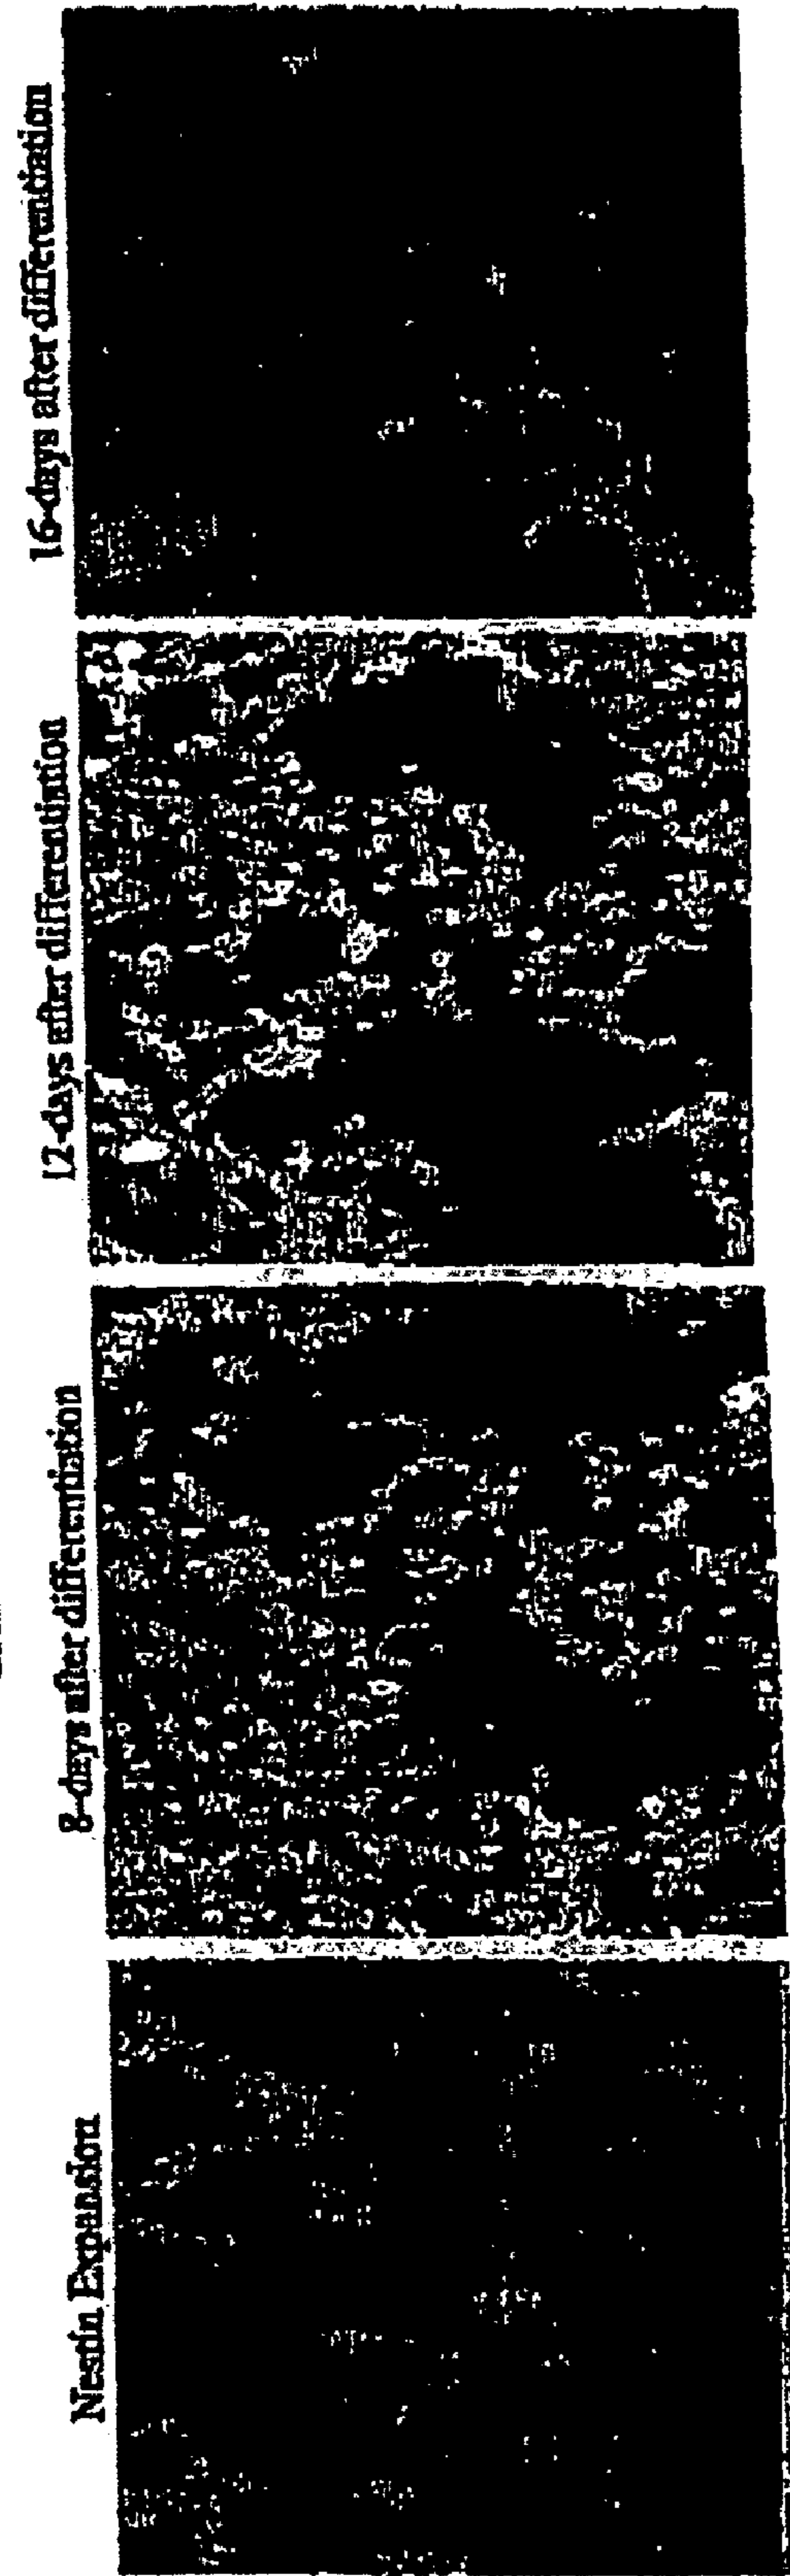 Nestin Expansion
8-days after differentiation
12-days after differentiation
16-days after differentiation